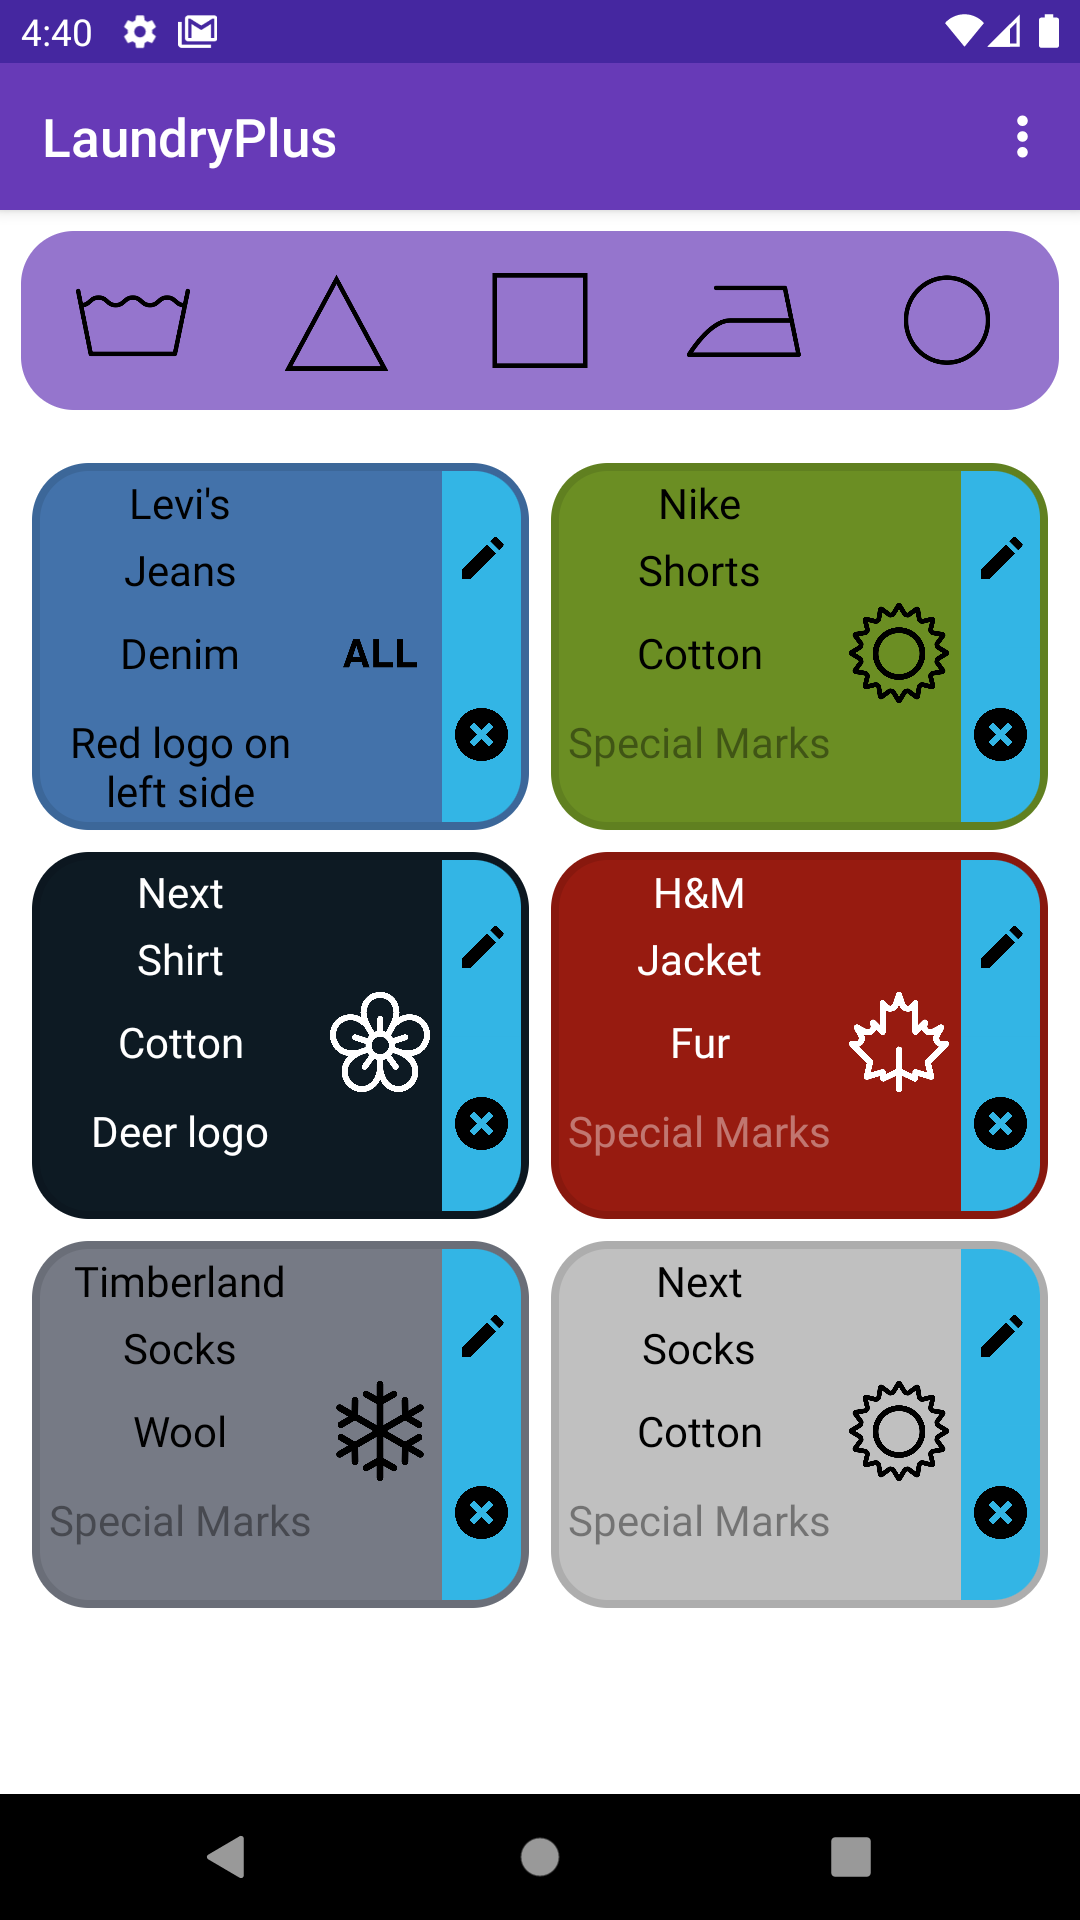 4:40
LaundryPlus
Levi's
Jeans
Denim
ALL
Red logo on
left side
Nike
Shorts
Cotton
Special Marks
Next
Shirt
Cotton
Deer logo
H&M
Jacket
Fur
Special Marks
Timberland
Socks
Wool
Special Marks
Next
Socks
Cotton
Special Marks